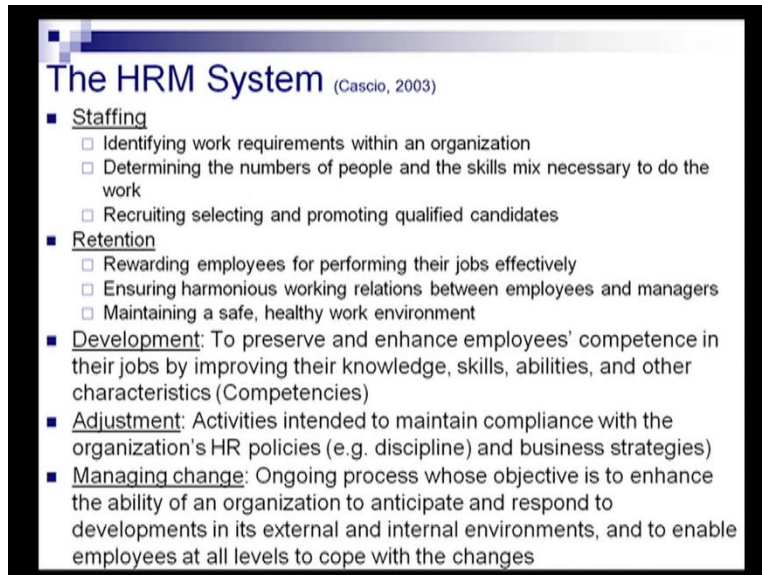 The HRM System (Cascio, 2003)
Staffing
Identifying work requirements within an organization
Determining the numbers of people and the skills mix necessary to do the
work
Recruiting selecting and promoting qualified candidates
Retention
Rewarding employees for performing their jobs effectively
Ensuring harmonious working relations between employees and managers
Maintaining a safe, healthy work environment
Development: To preserve and enhance employees' competence in
their jobs by improving their knowledge, skills, abilities, and other
characteristics (Competencies)
Adjustment: Activities intended to maintain compliance with the
organization's HR policies (e.g. discipline) and business strategies)
Managing change: Ongoing process whose objective is to enhance
the ability of an organization to anticipate and respond to
developments in its external and internal environments, and to enable
employees at all levels to cope with the changes